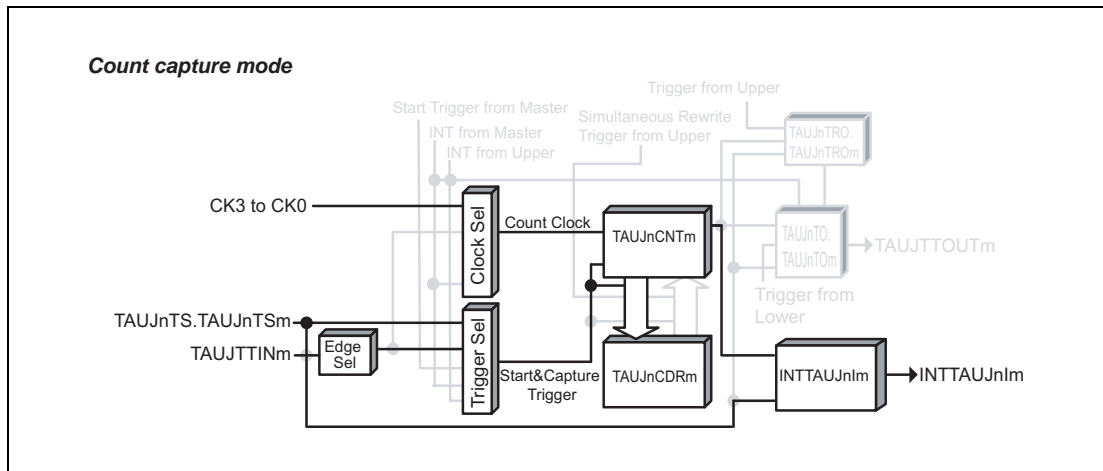 Count capture mode
Trigger from Upper
Start Trigger from Master
Simultaneous Rewrite
Trigger from Upper
INT from Master
INT from Upper
TAUJnTRO.
TAUJnTROm
CK3 to CK0
Clock Sel
Count Clock
TAUJnCNTm
TAUJnTO.
TAUJnTOm
TAUJTTOUTm
Trigger from
Lower
TAUJnTS.TAUJnTSm
TAUJTTINm
Edge
Sel
Trigger Sel
Start&Capture
Trigger
TAUJnCDRm
INTTAUJnIm
INTTAUJnIm